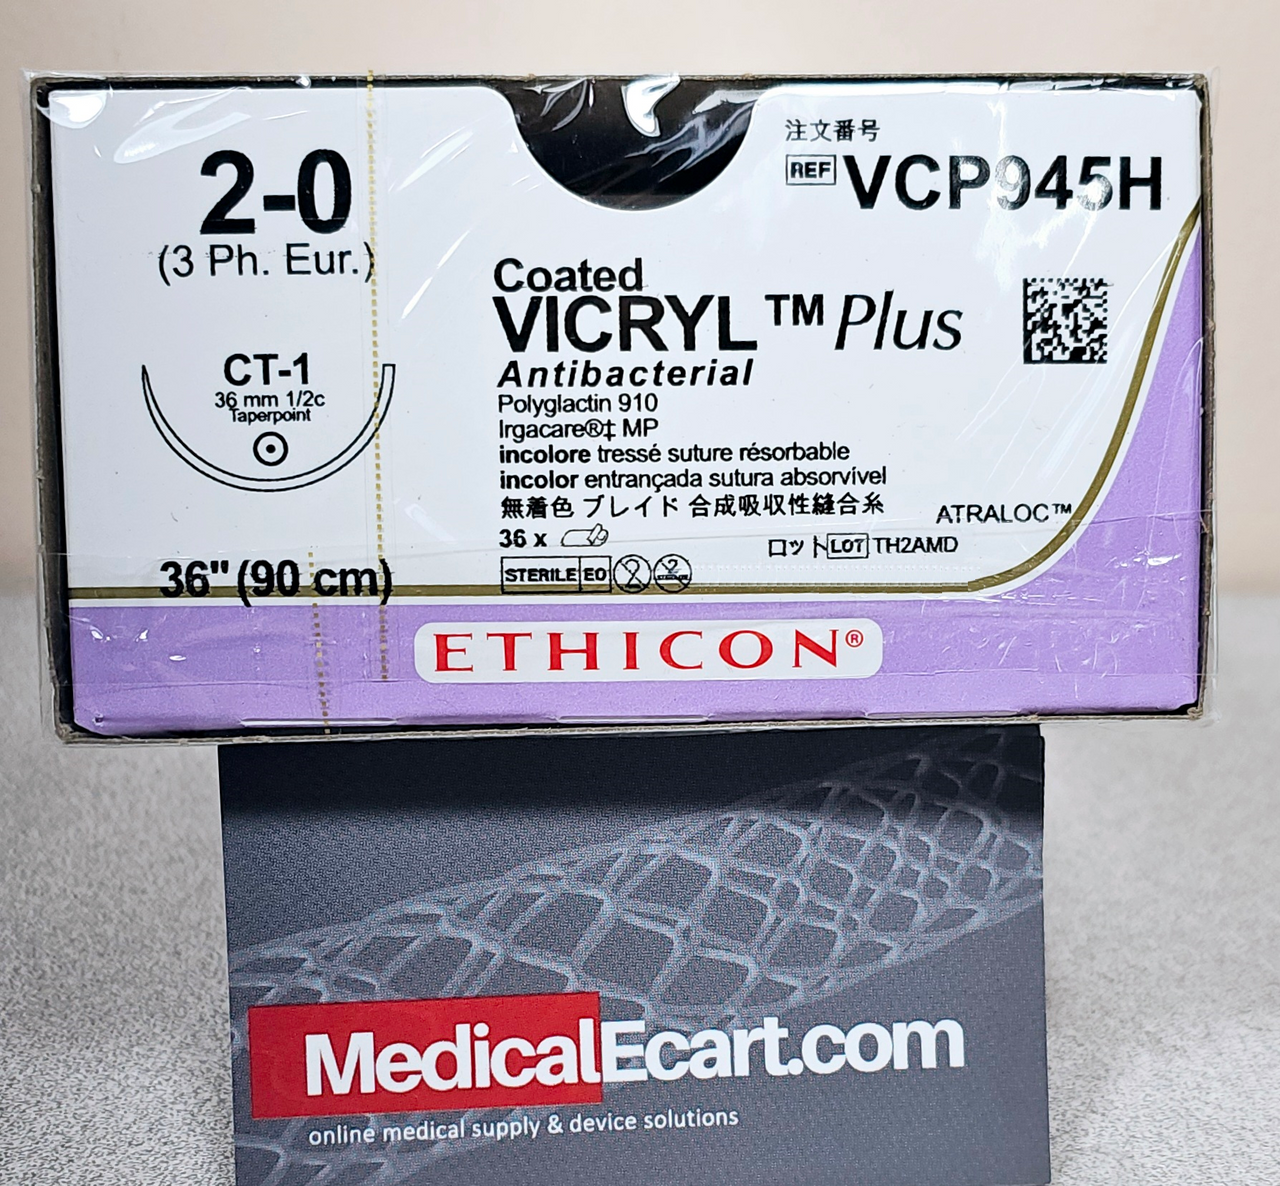 2-0
(3 Ph. Eur.)
CT-1
36 mm 1/2c
Taperpoint
36" (90 cm)
注文番号
REF VCP945H
Coated
VICRYL™ Plus
Antibacterial
Polyglactin 910
Irgacare®‡ MP
incolore tressé suture résorbable
incolor entrançada sutura absorvível
無着色 ブレイド 合成吸収性縫合糸
ATRALOC™
36 x
ロット LOT TH2AMD
STERILE EO 2 2
ETHICON®
MedicalEcart.com
online medical supply & device solutions